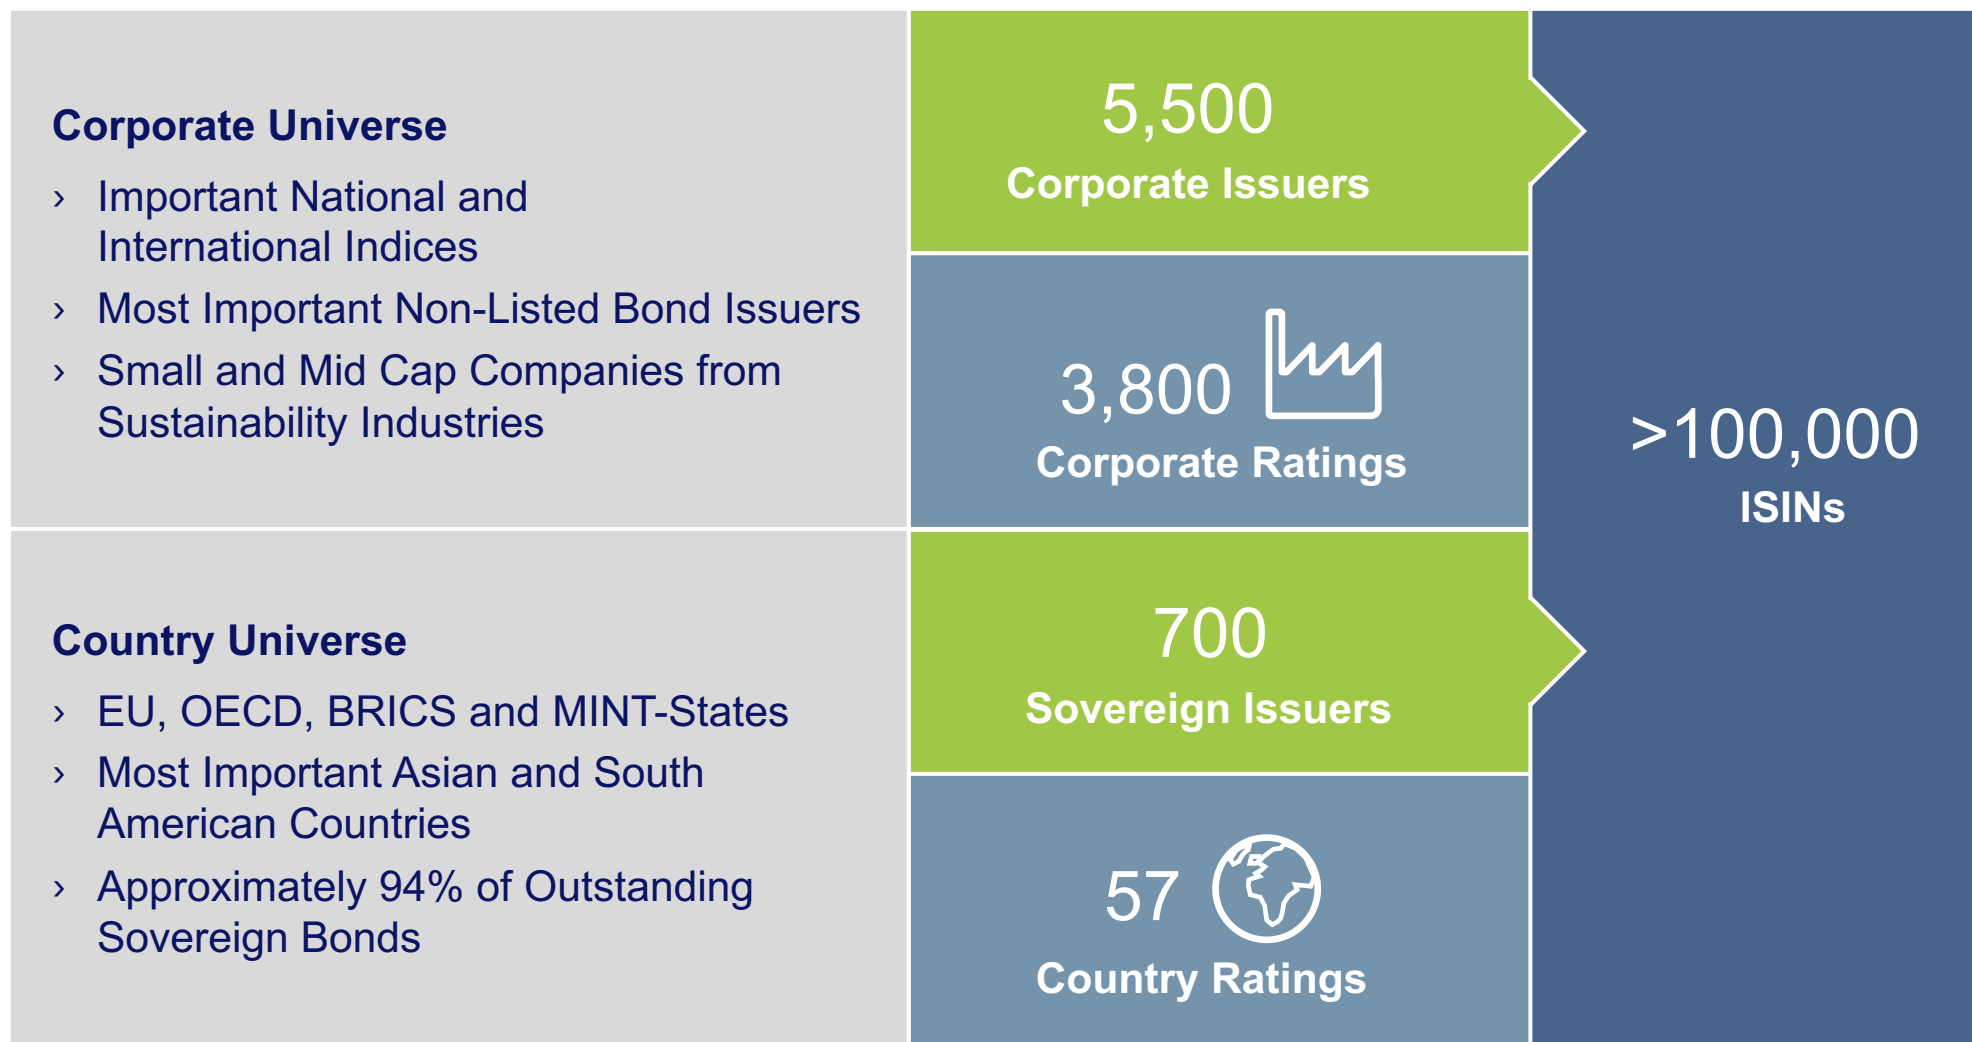 Corporate Universe
› Important National and
International Indices
› Most Important Non-Listed Bond Issuers
› Small and Mid Cap Companies from
Sustainability Industries
5,500
Corporate Issuers
3,800
Corporate Ratings
Country Universe
› EU, OECD, BRICS and MINT-States
› Most Important Asian and South
American Countries
› Approximately 94% of Outstanding
Sovereign Bonds
700
Sovereign Issuers
57
Country Ratings
>100,000
ISINs